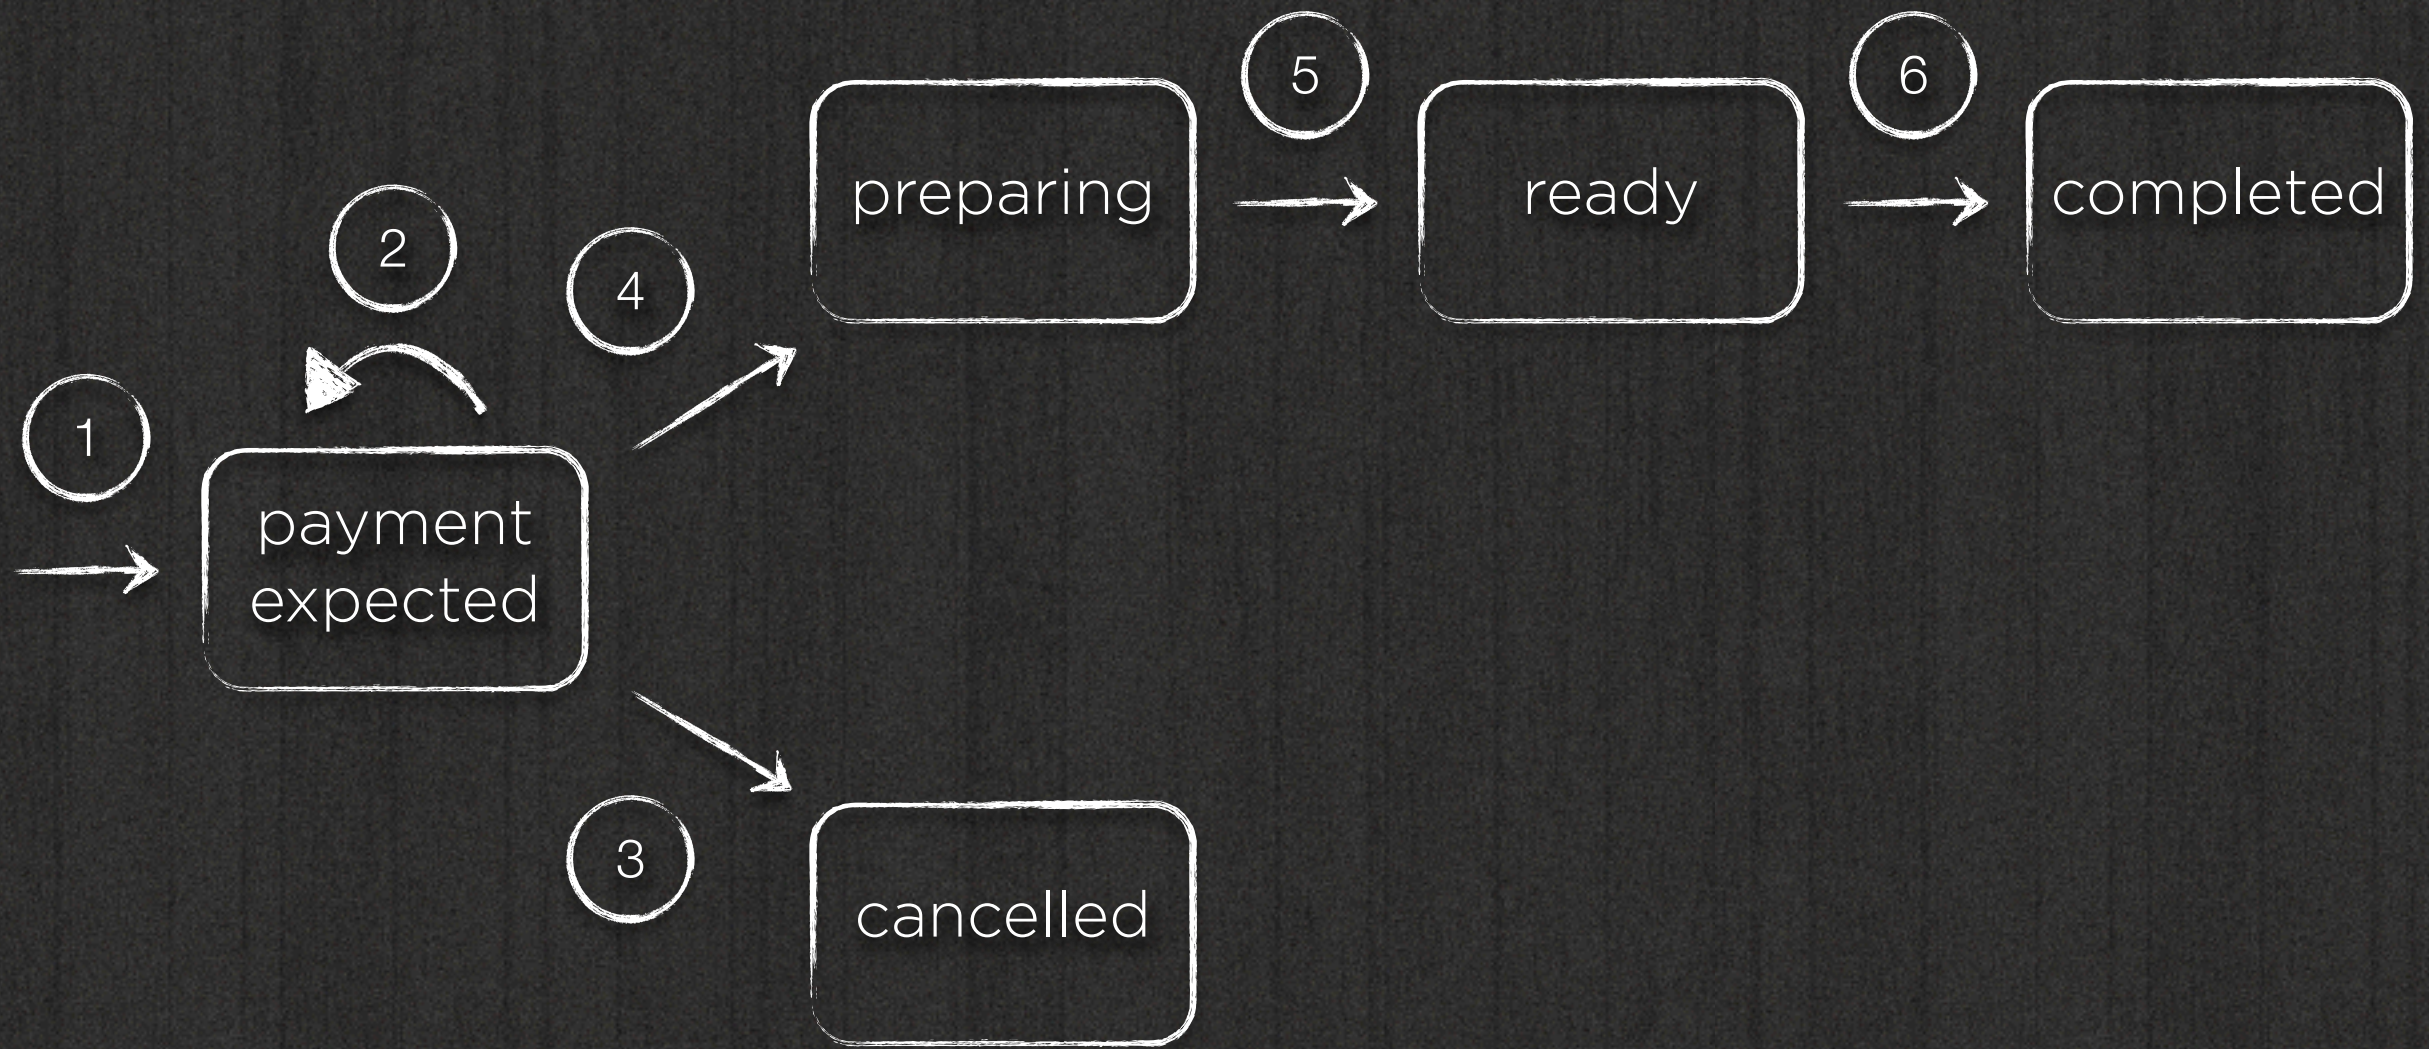 1
2
payment
expected
4
preparing
5
ready
6
completed
3
cancelled